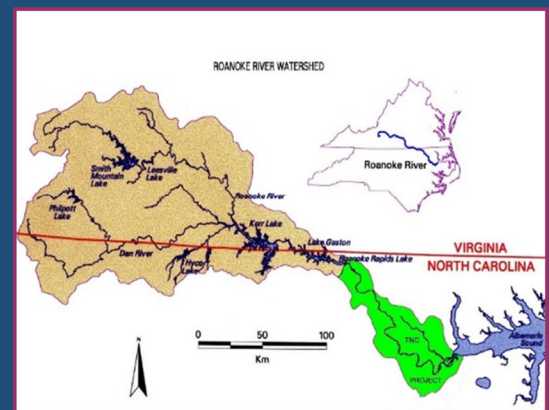 ROANOKE RIVER WATERSHED
Roanoke River
Smith
Mountain
Lake
Leesville
Lake
Roanoke River
Philpott
Lake
Kerr Lake
Lake Gaston
VIRGINIA
NORTH CAROLINA
Dan River
Hyco
Lake
Roanoke Rapids Lake
0 50 100
Km
N
TNC
PROJECT
Albemarle
Sound